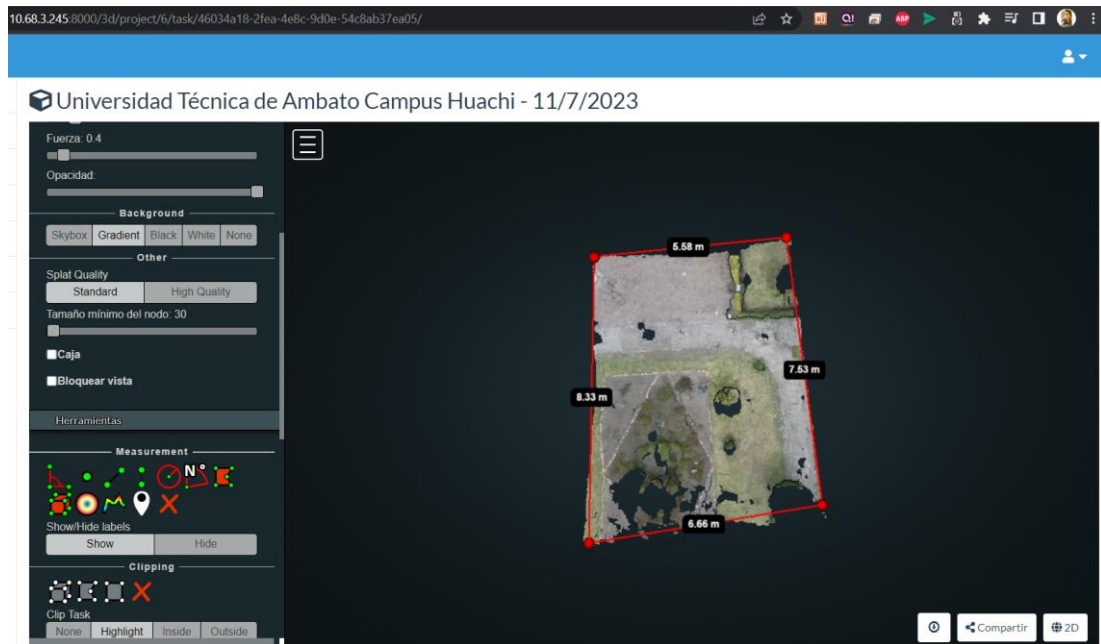 10.68.3.245:8000/3d/project/6/task/46034a18-2fea-4e8c-9d0e-54c8ab37ea05/
Universidad Técnica de Ambato Campus Huachi - 11/7/2023
Fuerza: 0.4
Opacidad:
Background
Skybox Gradient Black White None
Other
Splat Quality
Standard High Quality
Tamaño mínimo del nodo: 30
Caja
Bloquear vista
Herramientas
Measurement
N°
Show/Hide labels
Show Hide
Clipping
Clip Task
None Highlight Inside Outside
5.58 m
7.53 m
8.33 m
6.66 m
Compartir 2D